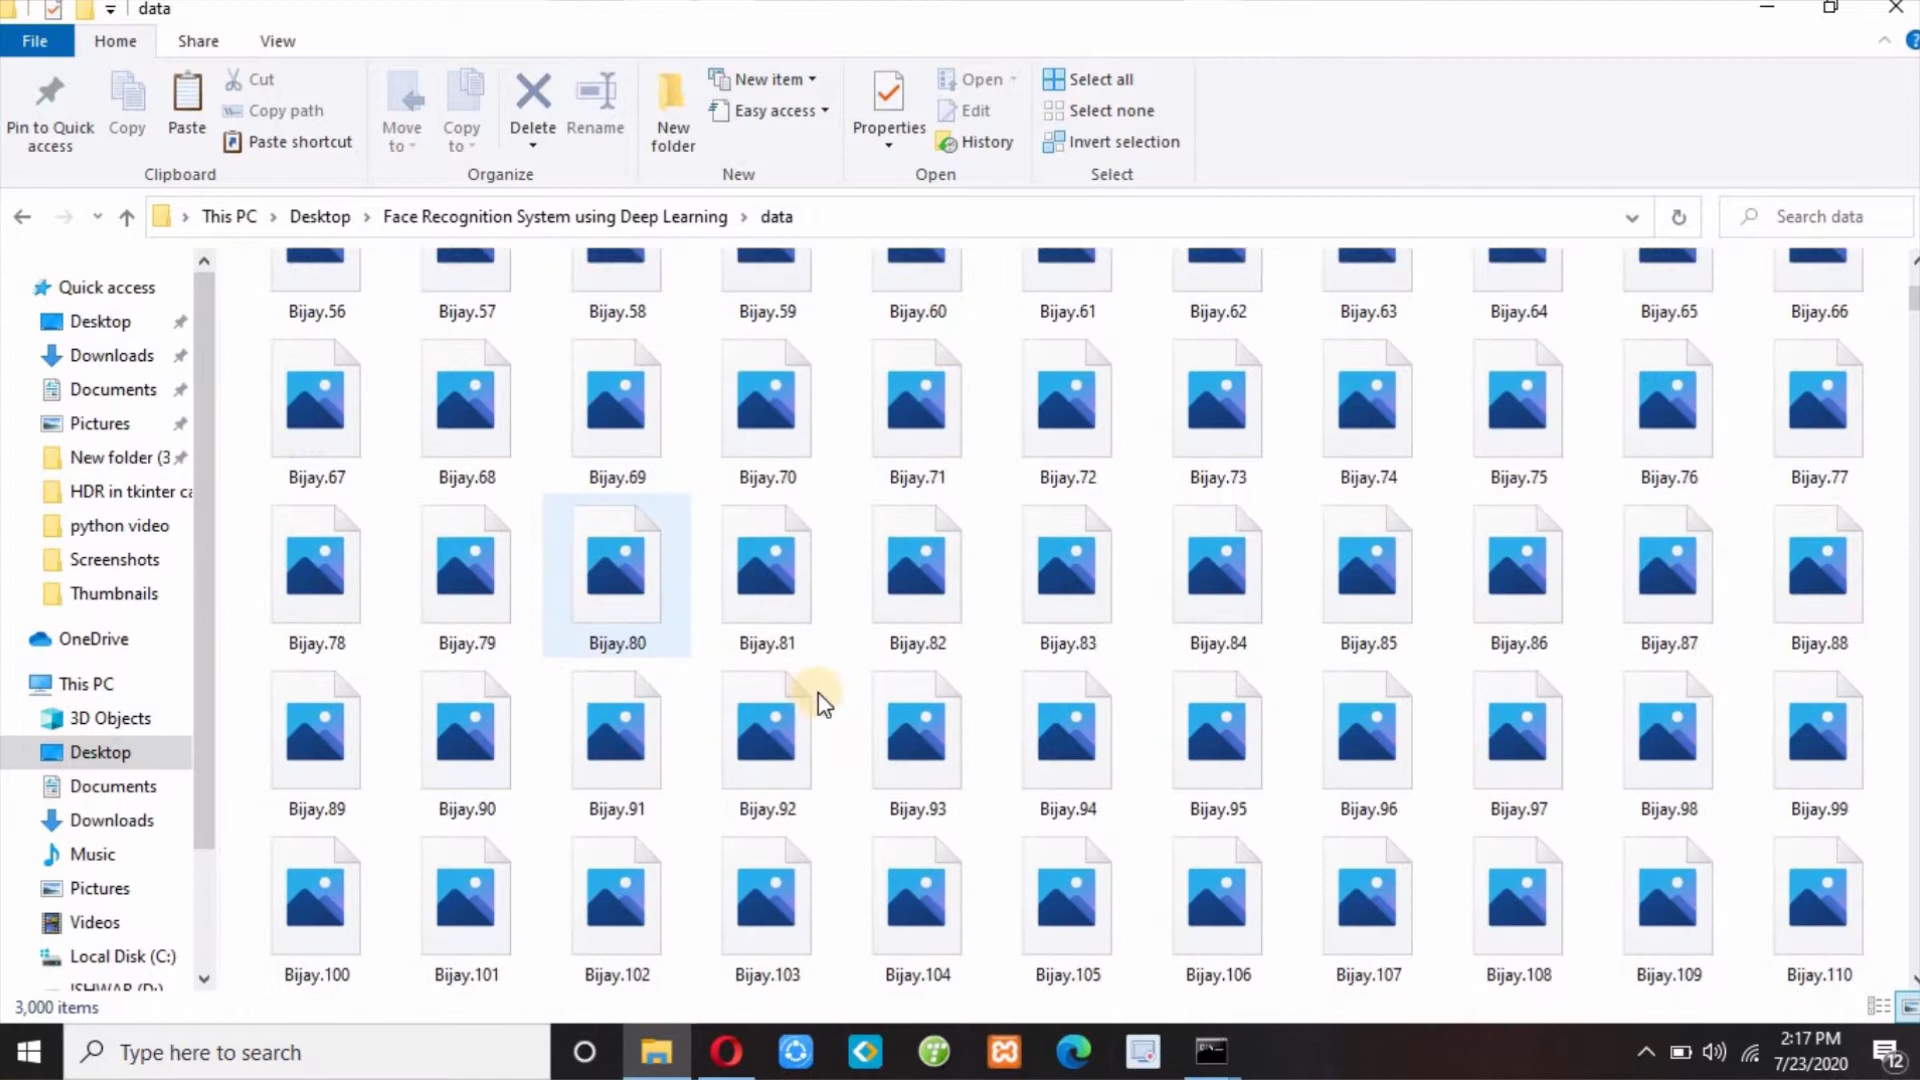 data
File Home Share View
Pin to Quick access
Copy
Paste
Cut
Copy path
Paste shortcut
Clipboard
Move to
Copy to
Delete
Rename
Organize
New folder
New item
Easy access
New
Properties
Open
Edit
History
Open
Select all
Select none
Invert selection
Select
This PC > Desktop > Face Recognition System using Deep Learning > data
Search data
Quick access
Desktop
Downloads
Documents
Pictures
New folder (3
HDR in tkinter ca
python video
Screenshots
Thumbnails
OneDrive
This PC
3D Objects
Desktop
Documents
Downloads
Music
Pictures
Videos
Local Disk (C:)
ISHWAR (D:)
Bijay.56 Bijay.57 Bijay.58 Bijay.59 Bijay.60 Bijay.61 Bijay.62 Bijay.63 Bijay.64 Bijay.65 Bijay.66
Bijay.67 Bijay.68 Bijay.69 Bijay.70 Bijay.71 Bijay.72 Bijay.73 Bijay.74 Bijay.75 Bijay.76 Bijay.77
Bijay.78 Bijay.79 Bijay.80 Bijay.81 Bijay.82 Bijay.83 Bijay.84 Bijay.85 Bijay.86 Bijay.87 Bijay.88
Bijay.89 Bijay.90 Bijay.91 Bijay.92 Bijay.93 Bijay.94 Bijay.95 Bijay.96 Bijay.97 Bijay.98 Bijay.99
Bijay.100 Bijay.101 Bijay.102 Bijay.103 Bijay.104 Bijay.105 Bijay.106 Bijay.107 Bijay.108 Bijay.109 Bijay.110
3,000 items
Type here to search
2:17 PM
7/23/2020
12